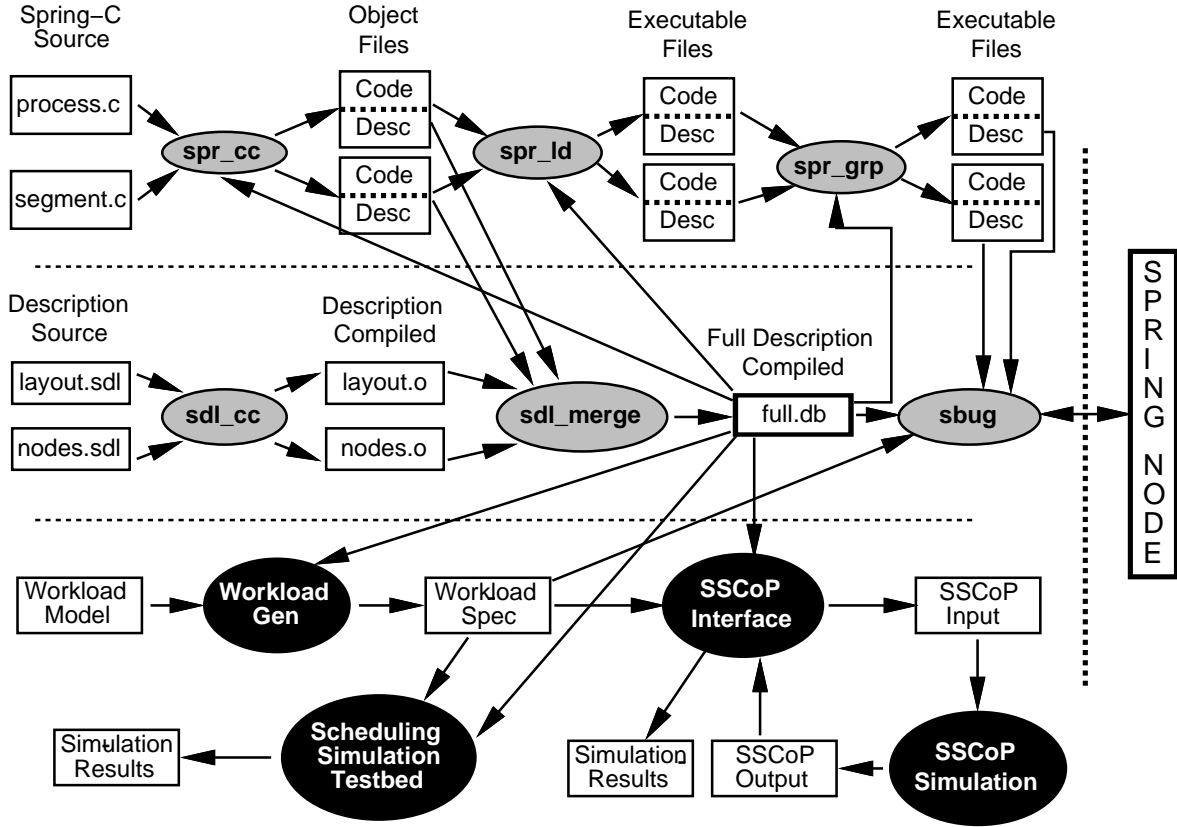 Spring-C
Source
Object
Files
Executable
Files
Executable
Files
process.c
segment.c
spr_cc
Code
Desc
Code
Desc
spr_ld
Code
Desc
Code
Desc
spr_grp
Code
Desc
Code
Desc
Description
Source
Description
Compiled
Full Description
Compiled
layout.sdl
nodes.sdl
sdl_cc
layout.o
nodes.o
sdl_merge
full.db
sbug
SPRING NODE
Workload
Model
Workload
Gen
Workload
Spec
SSCoP
Interface
SSCoP
Input
Simulation
Results
Scheduling
Simulation
Testbed
Simulation
Results
SSCoP
Output
SSCoP
Simulation